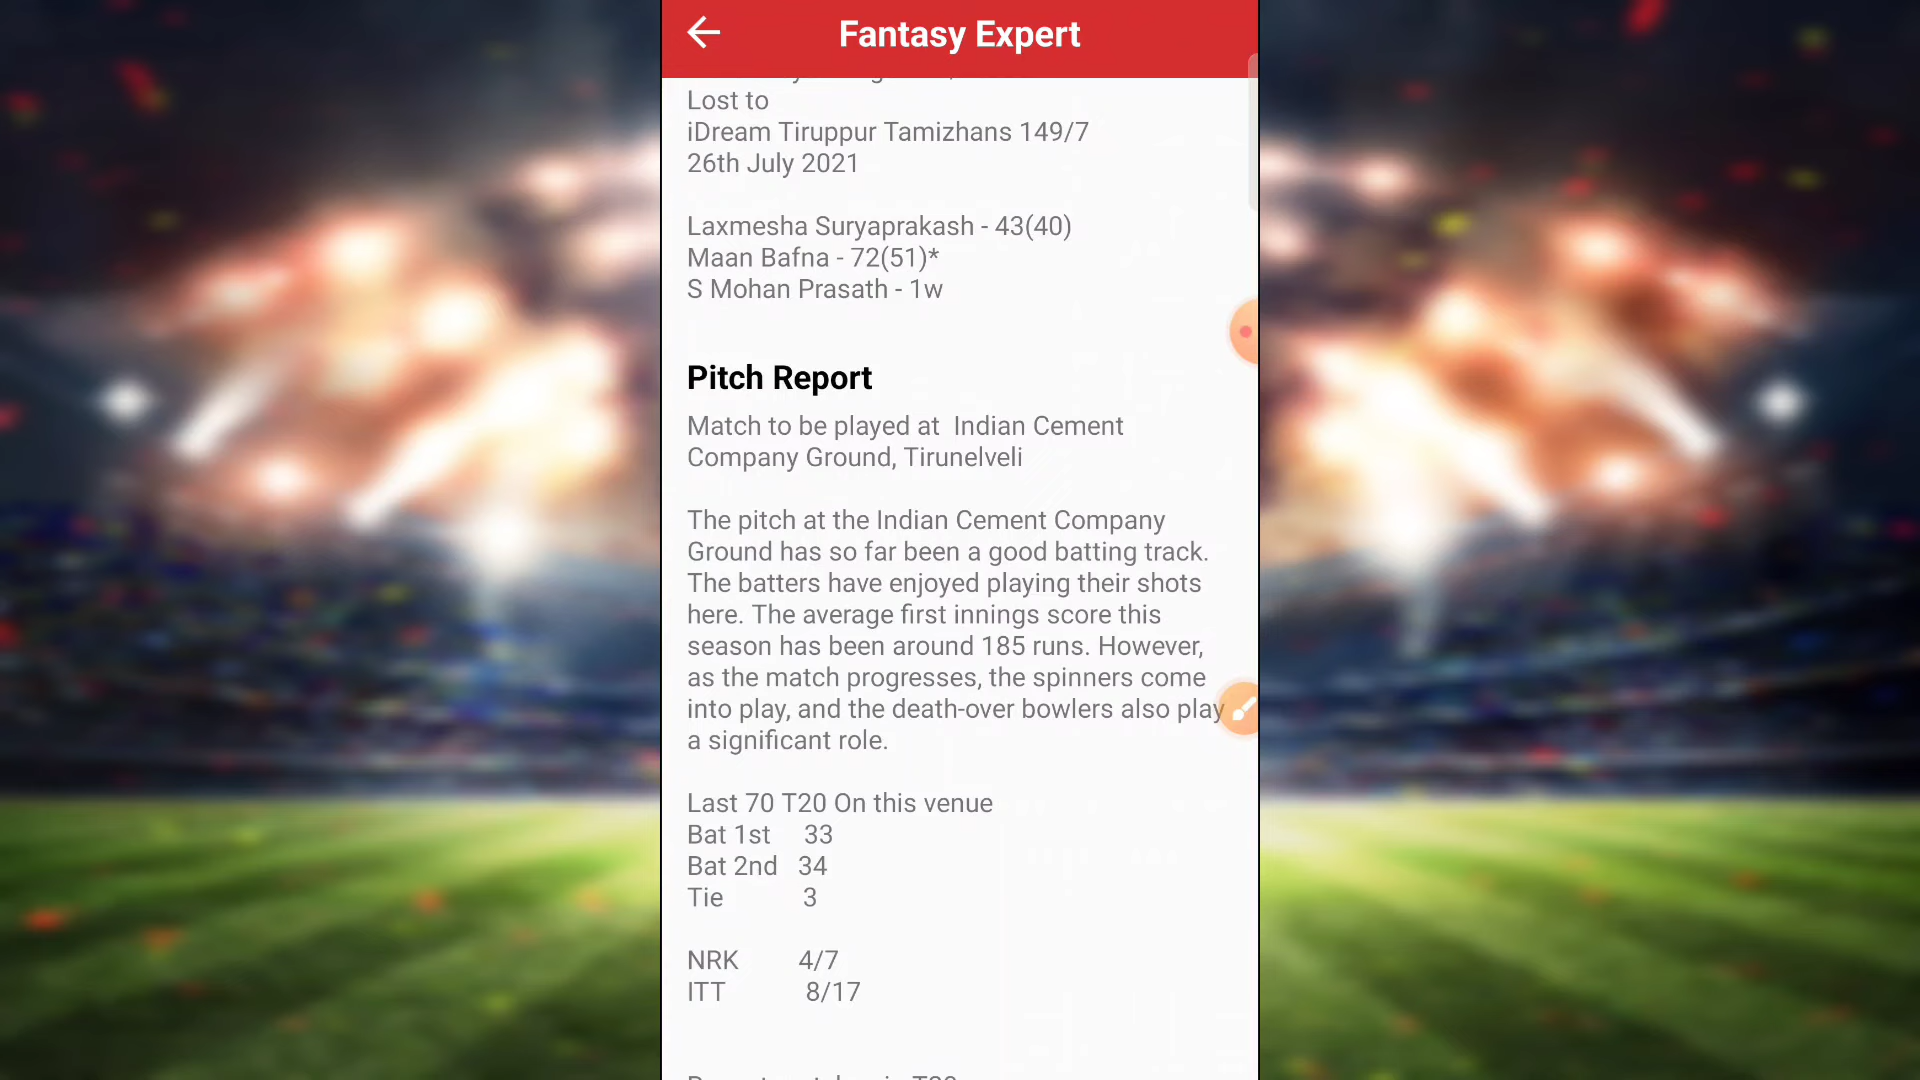 Fantasy Expert
Lost to
iDream Tiruppur Tamizhans 149/7
26th July 2021
Laxmesha Suryaprakash - 43(40)
Maan Bafna - 72(51)*
S Mohan Prasath - 1w
Pitch Report
Match to be played at Indian Cement
Company Ground, Tirunelveli
The pitch at the Indian Cement Company
Ground has so far been a good batting track.
The batters have enjoyed playing their shots
here. The average first innings score this
season has been around 185 runs. However,
as the match progresses, the spinners come
into play, and the death-over bowlers also play
a significant role.
Last 70 T20 On this venue
Bat 1st 33
Bat 2nd 34
Tie 3
NRK 4/7
ITT 8/17